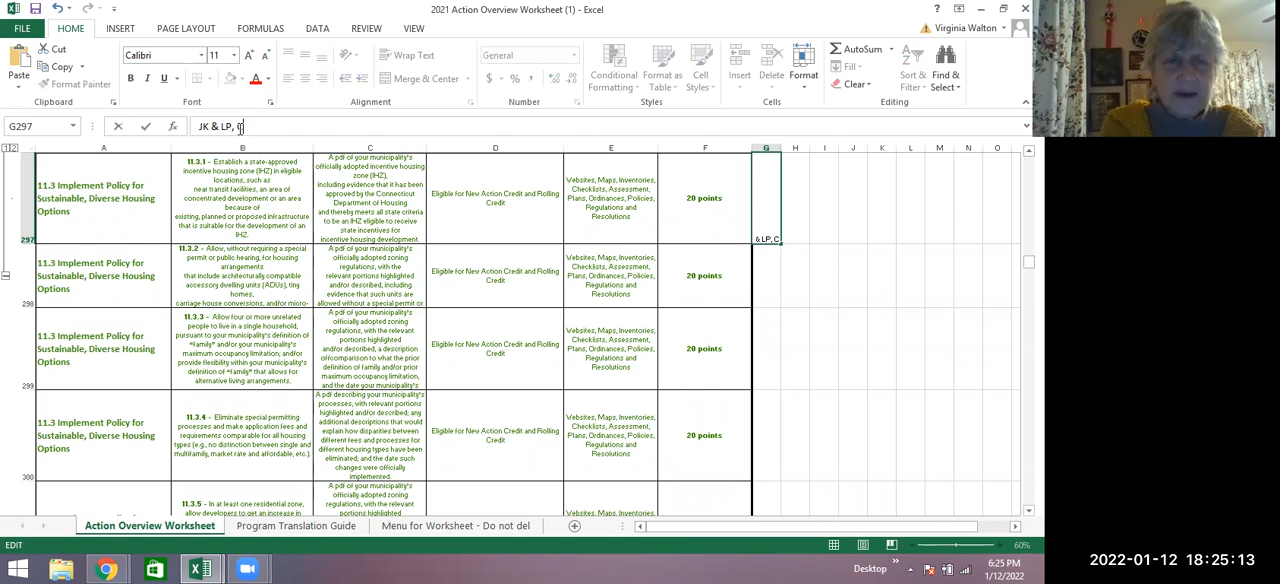 2021 Action Overview Worksheet (1) - Excel
FILE HOME INSERT PAGE LAYOUT FORMULAS DATA REVIEW VIEW Virginia Walton
Paste Cut Copy Format Painter Clipboard
Calibri 11 B I U Font
Wrap Text Merge & Center Alignment
General $ % , Number
Conditional Formatting Format as Table Cell Styles Styles
Insert Delete Format Cells
AutoSum Fill Clear Sort & Filter Find & Select Editing
G297 fx JK & LP,
1 2 A B C D E F G H I J K L M N O
297
11.3 Implement Policy for
Sustainable, Diverse Housing
Options
11.3.1 - Establish a state-approved
incentive housing zone (IHZ) in eligible
locations, such as
near transit facilities, an area of
concentrated development or an area
because of
existing, planned or proposed infrastructure
that is suitable for the development of an
IHZ.
A pdf of your municipality's
officially adopted incentive housing
zone (IHZ),
including evidence that it has been
approved by the Connecticut
Department of Housing
and thereby meets all state criteria
to be an IHZ eligible to receive
state incentives for
incentive housing development.
Eligible for New Action Credit and Rolling
Credit
Websites, Maps, Inventories,
Checklists, Assessment,
Plans, Ordinances, Policies,
Regulations and
Resolutions
20 points
& LP, C
298
11.3 Implement Policy for
Sustainable, Diverse Housing
Options
11.3.2 - Allow, without requiring a special
permit or public hearing, for housing
arrangements
that include architecturally compatible
accessory dwelling units (ADUs), tiny
homes,
carriage house conversions, and/or micro-
A pdf of your municipality's
officially adopted zoning
regulations, with the
relevant portions highlighted
and/or described, including
evidence that such units are
allowed without a special permit or
Eligible for New Action Credit and Rolling
Credit
Websites, Maps, Inventories,
Checklists, Assessment,
Plans, Ordinances, Policies,
Regulations and
Resolutions
20 points
299
11.3 Implement Policy for
Sustainable, Diverse Housing
Options
11.3.3 - Allow four or more unrelated
people to live in a single household,
pursuant to your municipality's definition of
"family" and/or your municipality's
maximum occupancy limitation; and/or
provide flexibility within your municipality's
definition of "family" that allows for
alternative living arrangements.
A pdf of your municipality's
officially adopted zoning
regulations, with the relevant
portions highlighted
and/or described, a description
ofcomparison to what the prior
definition of family and/or prior
maximum occupancy limitation,
and the date your municipality's
Eligible for New Action Credit and Rolling
Credit
Websites, Maps, Inventories,
Checklists, Assessment,
Plans, Ordinances, Policies,
Regulations and
Resolutions
20 points
300
11.3 Implement Policy for
Sustainable, Diverse Housing
Options
11.3.4 - Eliminate special permitting
processes and make application fees and
requirements comparable for all housing
types (e.g., no distinction between single and
multifamily, market rate and affordable, etc.).
A pdf describing your municipality's
processes, with relevant portions
highlighted and/or described; any
additional descriptions that would
explain how disparities between
different fees and processes for
different housing types have been
eliminated; and the date such
changes were officially
implemented.
Eligible for New Action Credit and Rolling
Credit
Websites, Maps, Inventories,
Checklists, Assessment,
Plans, Ordinances, Policies,
Regulations and
Resolutions
20 points
11.3.5 - In at least one residential zone,
allow developers to get an increase in
A pdf of your municipality's
officially adopted zoning
regulations, with the relevant
Websites, Maps, Inventories,
Action Overview Worksheet Program Translation Guide Menu for Worksheet - Do not del
EDIT 60%
Desktop 6:25 PM
1/12/2022
2022-01-12 18:25:13